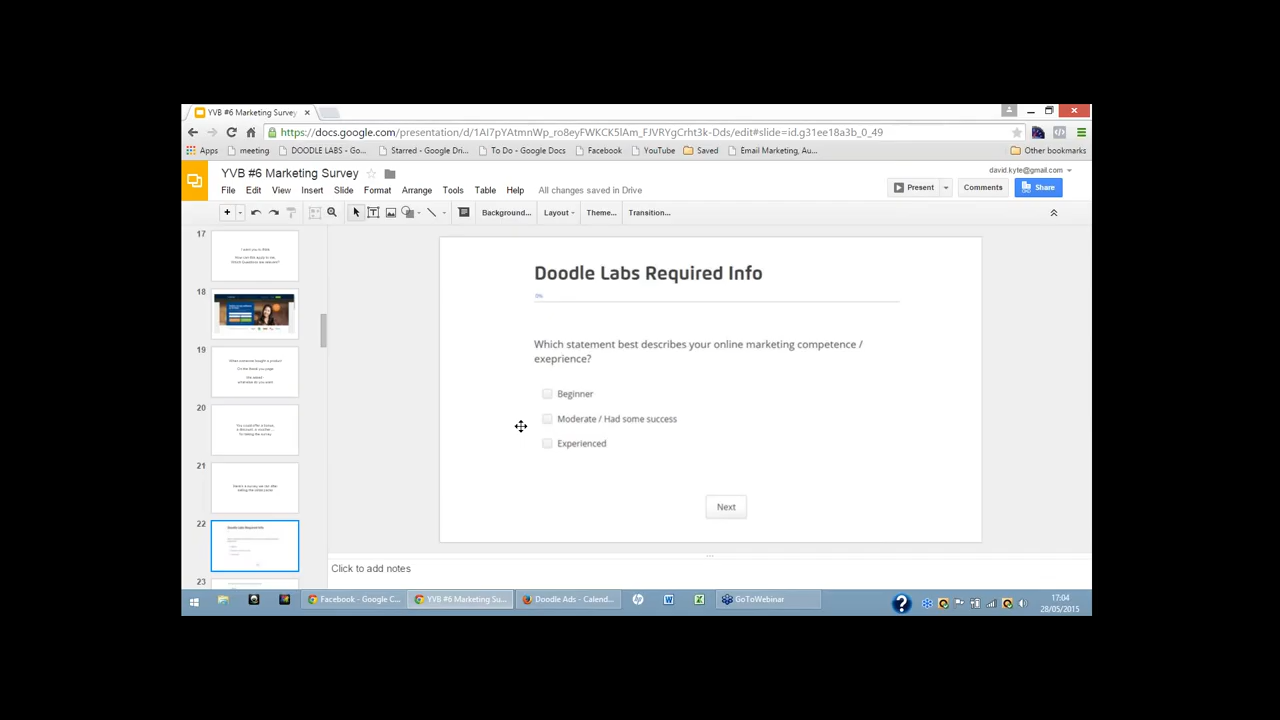 YVB #6 Marketing Survey
https://docs.google.com/presentation/d/1AI7pYAtmnWp_ro8eyFWKCK5lAm_FJVRYgCrht3k-Dds/edit#slide=id.g31ee18a3b_0_49
Apps meeting DOODLE LABS - Go... Starred - Google Dri... To Do - Google Docs Facebook YouTube Saved Email Marketing, Au... Other bookmarks
david.kyte@gmail.com
YVB #6 Marketing Survey
Present Comments Share
File Edit View Insert Slide Format Arrange Tools Table Help All changes saved in Drive
Background... Layout Theme... Transition...
17
18
19
20
21
22
23
Doodle Labs Required Info
0%
Which statement best describes your online marketing competence /
exeprience?
Beginner
Moderate / Had some success
Experienced
Next
Click to add notes
Facebook - Google C... YVB #6 Marketing Su... Doodle Ads - Calend... GoToWebinar
17:04
28/05/2015